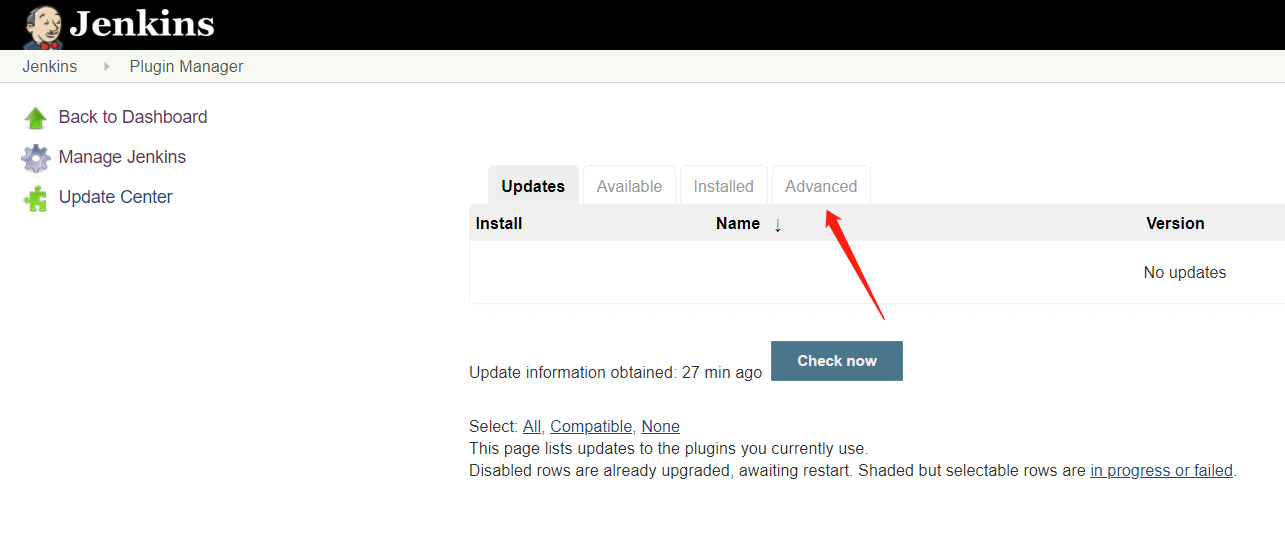 Jenkins
Jenkins Plugin Manager
Back to Dashboard
Manage Jenkins
Update Center
Updates Available Installed Advanced
Install Name ↓ Version
No updates
Update information obtained: 27 min ago Check now
Select: All, Compatible, None
This page lists updates to the plugins you currently use.
Disabled rows are already upgraded, awaiting restart. Shaded but selectable rows are in progress or failed.